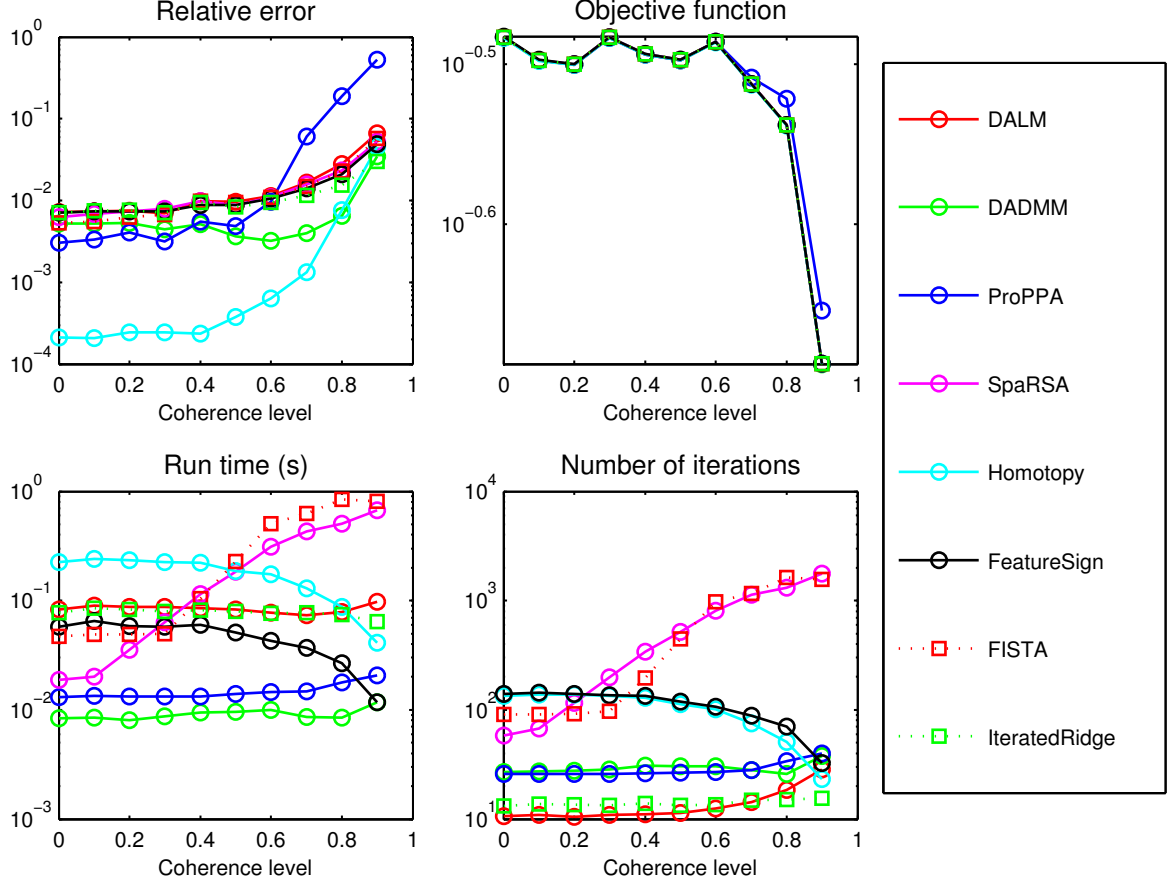 Relative error
10^0
10^−1
10^−2
10^−3
10^−4
0 0.2 0.4 0.6 0.8 1
Coherence level
Objective function
10^−0.5
10^−0.6
0 0.2 0.4 0.6 0.8 1
Coherence level
Run time (s)
10^0
10^−1
10^−2
10^−3
0 0.2 0.4 0.6 0.8 1
Coherence level
Number of iterations
10^4
10^3
10^2
10
0 0.2 0.4 0.6 0.8 1
Coherence level
DALM
DADMM
ProPPA
SpaRSA
Homotopy
FeatureSign
FISTA
IteratedRidge